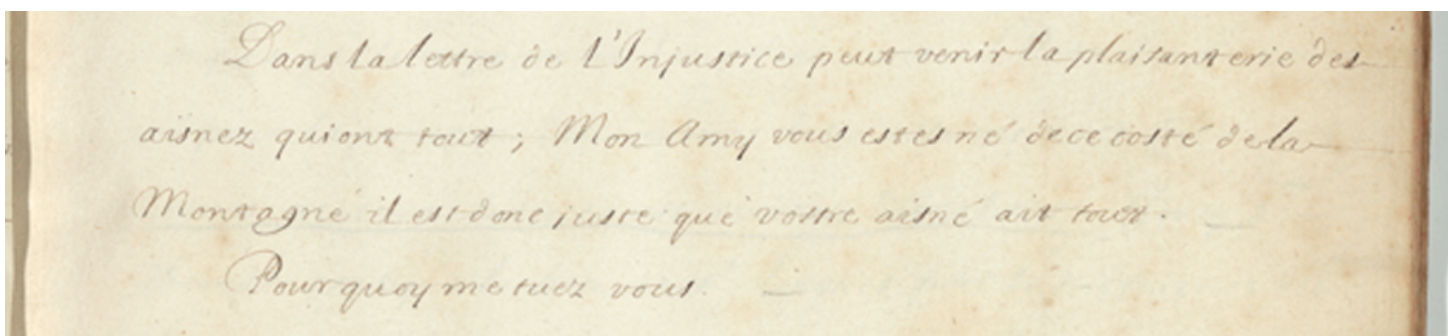 Dans la lettre de l'Injustice peut venir la plaisanterie des
aisnez qui ont tout ; Mon Amy vous estes né de ce costé de la
Montagne il est donc juste que vostre aisné ait tout.
Pourquoy me tuez vous.